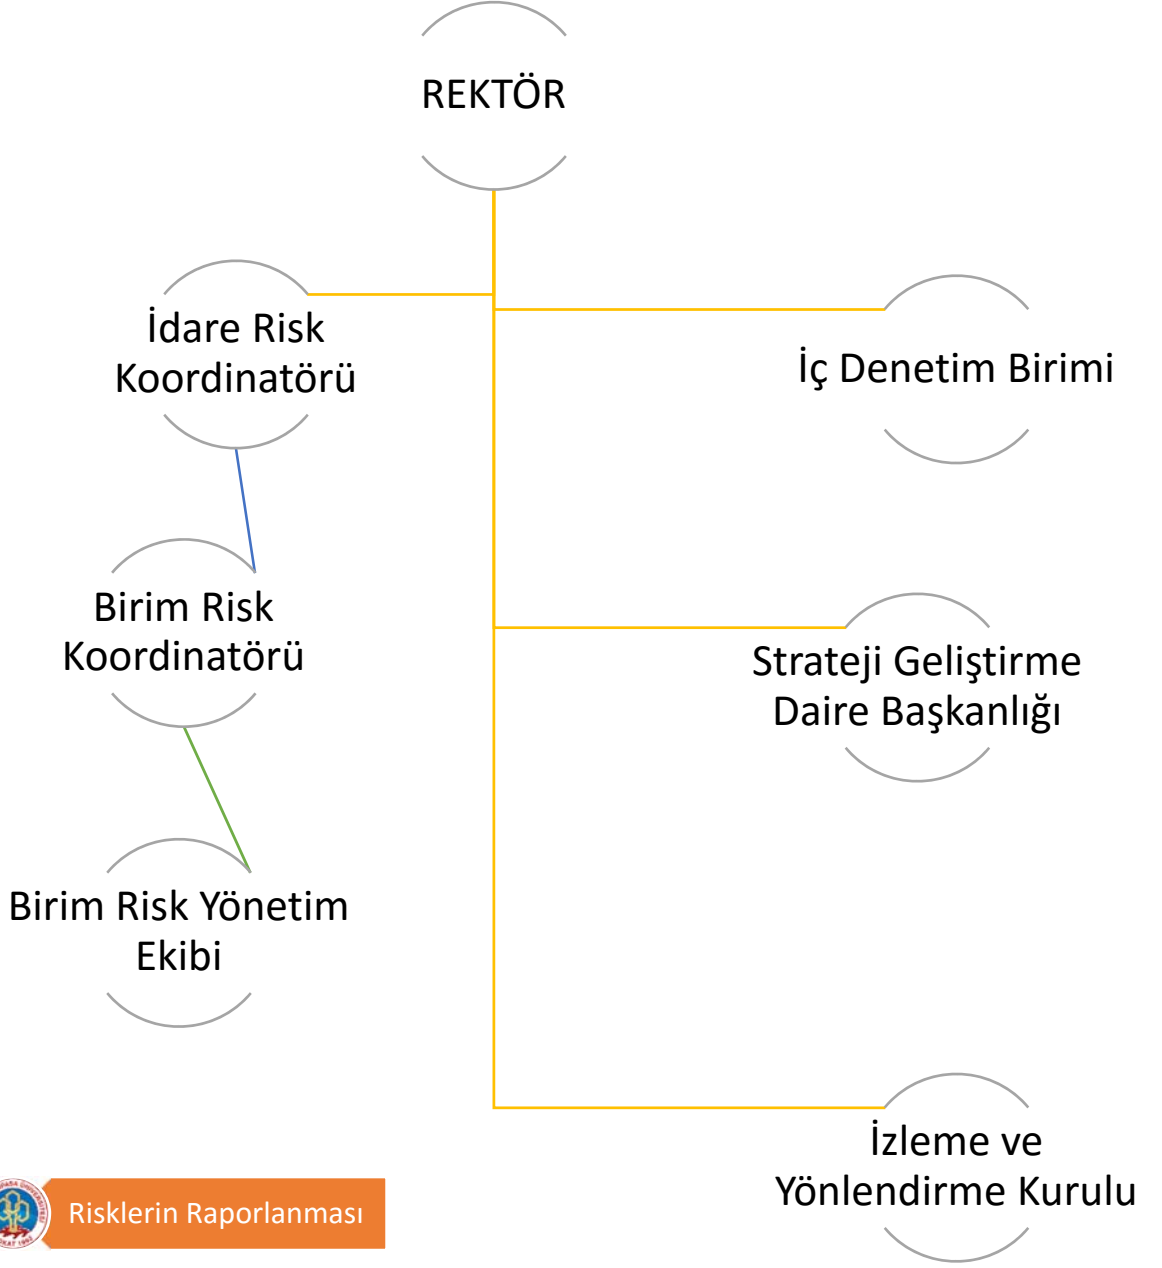 REKTÖR
İdare Risk
Koordinatörü
İç Denetim Birimi
Birim Risk
Koordinatörü
Strateji Geliştirme
Daire Başkanlığı
Birim Risk Yönetim
Ekibi
İzleme ve
Yönlendirme Kurulu
Risklerin Raporlanması